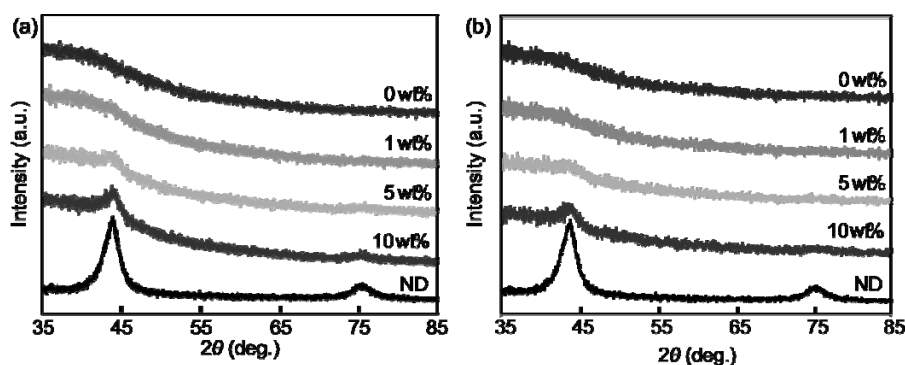 (a)
Intensity (a.u.)
0 wt%
1 wt%
5 wt%
10 wt%
ND
35 45 55 65 75 85
2θ (deg.)
(b)
Intensity (a.u.)
0 wt%
1 wt%
5 wt%
10 wt%
ND
35 45 55 65 75 85
2θ (deg.)